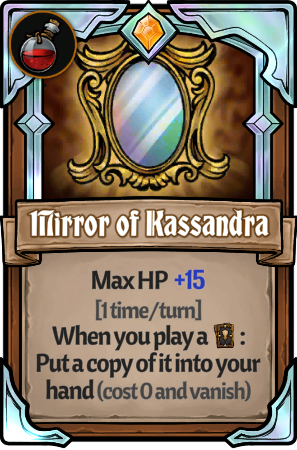 Mirror of Kassandra
Max HP +15
[1 time/turn]
When you play a :
Put a copy of it into your
hand (cost 0 and vanish)